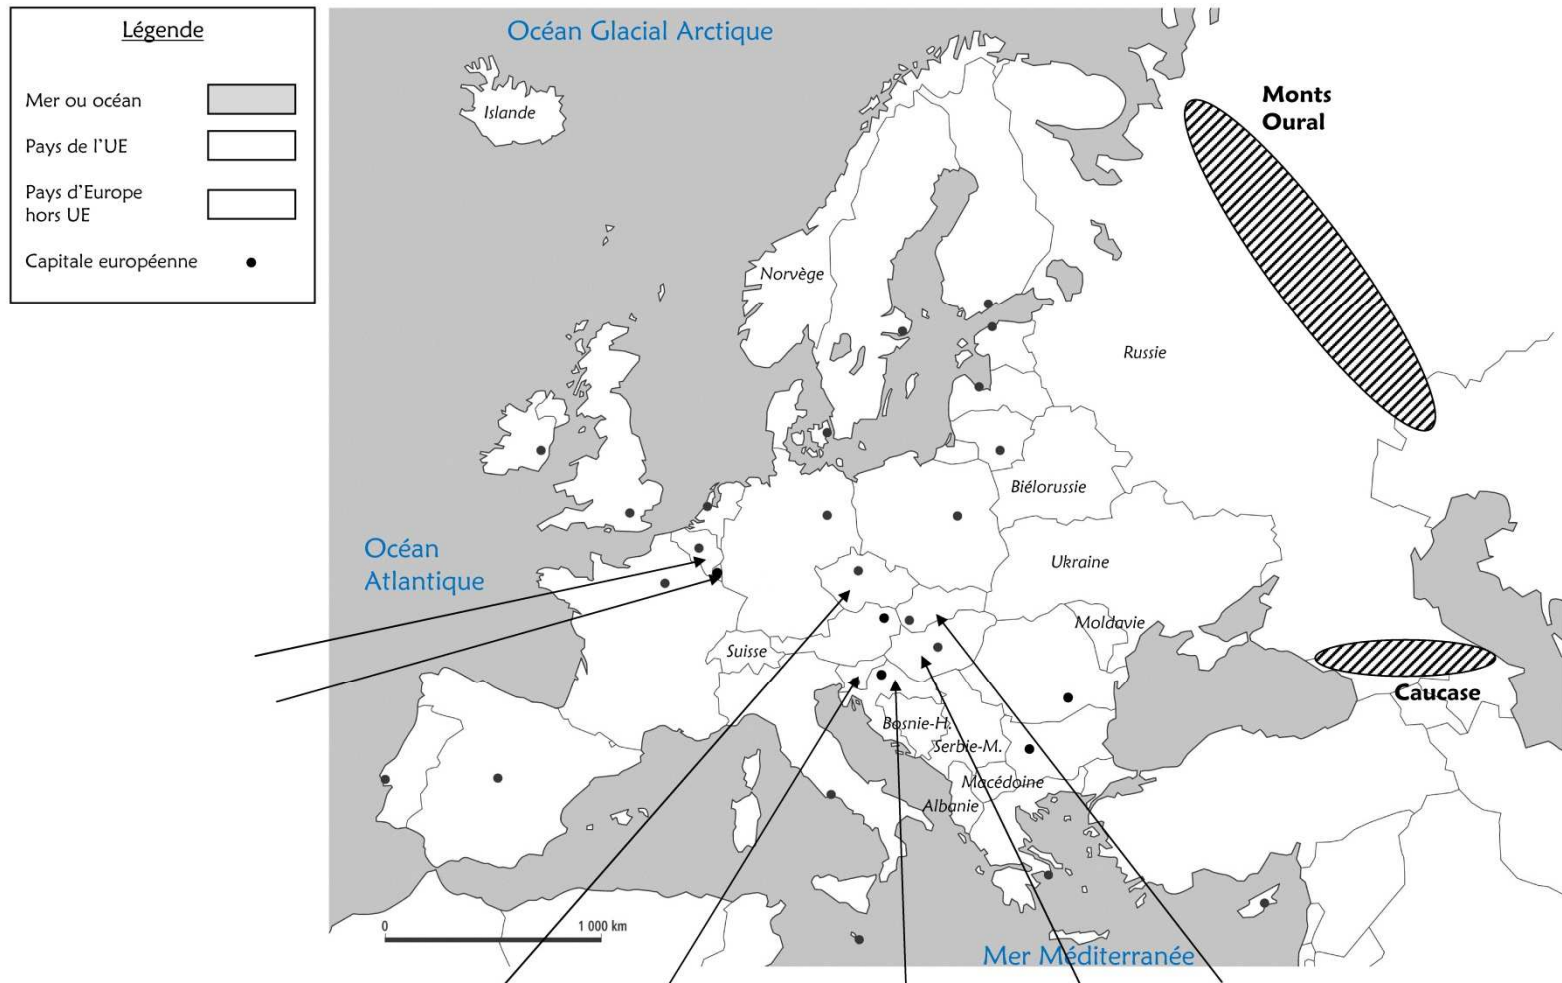 Légende
Mer ou océan
Pays de l'UE
Pays d'Europe
hors UE
Capitale européenne
Océan Glacial Arctique
Islande
Monts
Oural
Norvège
Russie
Biélorussie
Océan
Atlantique
Ukraine
Moldavie
Suisse
Caucase
Bosnie-H.
Serbie-M.
Macédoine
Albanie
0
1 000 km
Mer Méditerranée